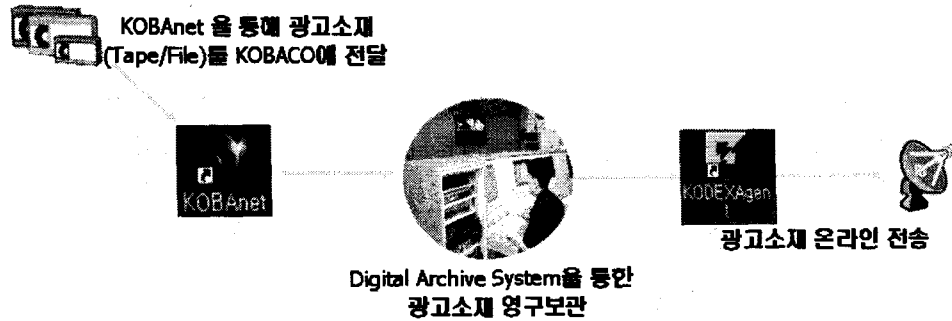 KOBAnet 을 통해 광고소재
(Tape/File)를 KOBACO에 전달
KOBAnet
KODEXAgen
t
광고소재 온라인 전송
Digital Archive System을 통한
광고소재 영구보관